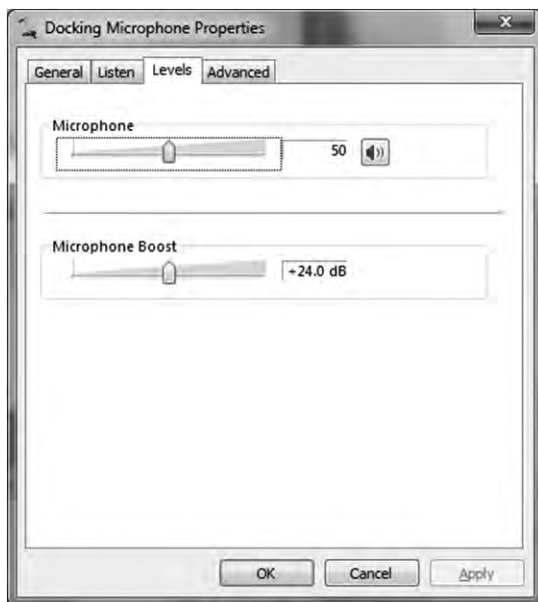 Docking Microphone Properties
General Listen Levels Advanced
Microphone
50
Microphone Boost
+24.0 dB
OK Cancel Apply